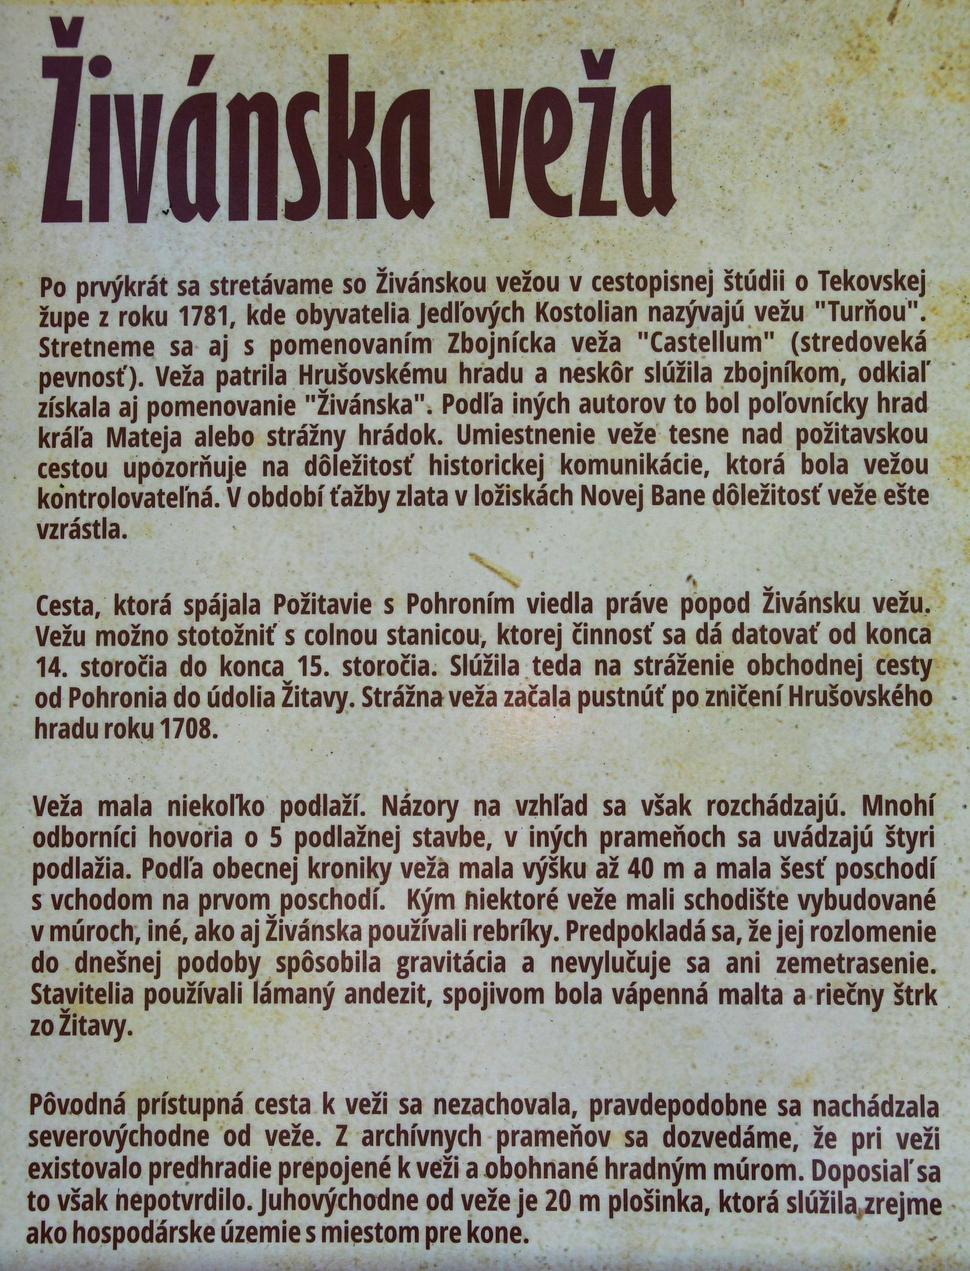 Živánska veža
Po prvýkrát sa stretávame so Živánskou vežou v cestopisnej štúdii o Tekovskej
župe z roku 1781, kde obyvatelia Jedľových Kostolian nazývajú vežu "Turňou".
Stretneme sa aj s pomenovaním Zbojnícka veža "Castellum" (stredoveká
pevnosť). Veža patrila Hrušovskému hradu a neskôr slúžila zbojníkom, odkiaľ
získala aj pomenovanie "Živánska". Podľa iných autorov to bol poľovnícky hrad
kráľa Mateja alebo strážny hrádok. Umiestnenie veže tesne nad požitavskou
cestou upozorňuje na dôležitosť historickej komunikácie, ktorá bola vežou
kontrolovateľná. V období ťažby zlata v ložiskách Novej Bane dôležitosť veže ešte
vzrástla.
Cesta, ktorá spájala Požitavie s Pohroním viedla práve popod Živánsku vežu.
Vežu možno stotožniť s colnou stanicou, ktorej činnosť sa dá datovať od konca
14. storočia do konca 15. storočia. Slúžila teda na stráženie obchodnej cesty
od Pohronia do údolia Žitavy. Strážna veža začala pustnúť po zničení Hrušovského
hradu roku 1708.
Veža mala niekoľko podlaží. Názory na vzhľad sa však rozchádzajú. Mnohí
odborníci hovoria o 5 podlažnej stavbe, v iných prameňoch sa uvádzajú štyri
podlažia. Podľa obecnej kroniky veža mala výšku až 40 m a mala šesť poschodí
s vchodom na prvom poschodí. Kým niektoré veže mali schodište vybudované
v múroch, iné, ako aj Živánska používali rebríky. Predpokladá sa, že jej rozlomenie
do dnešnej podoby spôsobila gravitácia a nevylučuje sa ani zemetrasenie.
Stavitelia používali lámaný andezit, spojivom bola vápenná malta a riečny štrk
zo Žitavy.
Pôvodná prístupná cesta k veži sa nezachovala, pravdepodobne sa nachádzala
severovýchodne od veže. Z archívnych prameňov sa dozvedáme, že pri veži
existovalo predhradie prepojené k veži a obohnané hradným múrom. Doposiaľ sa
to však nepotvrdilo. Juhovýchodne od veže je 20 m plošinka, ktorá slúžila zrejme
ako hospodárske územie s miestom pre kone.